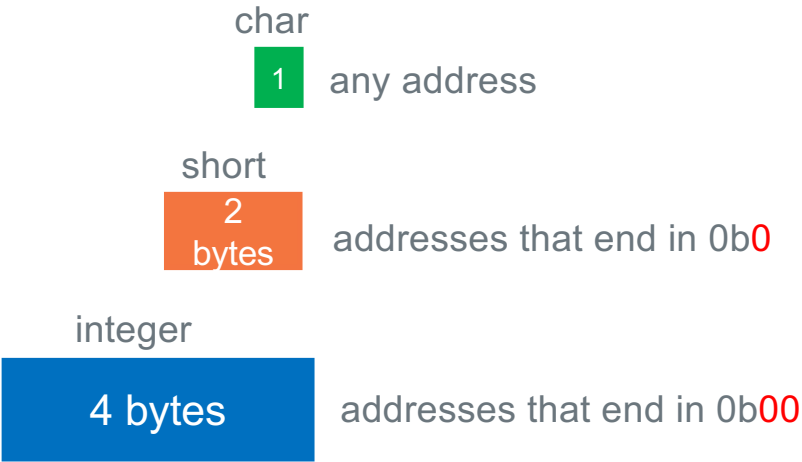 char
1
any address
short
2
bytes
addresses that end in 0b0
integer
4 bytes
addresses that end in 0b00